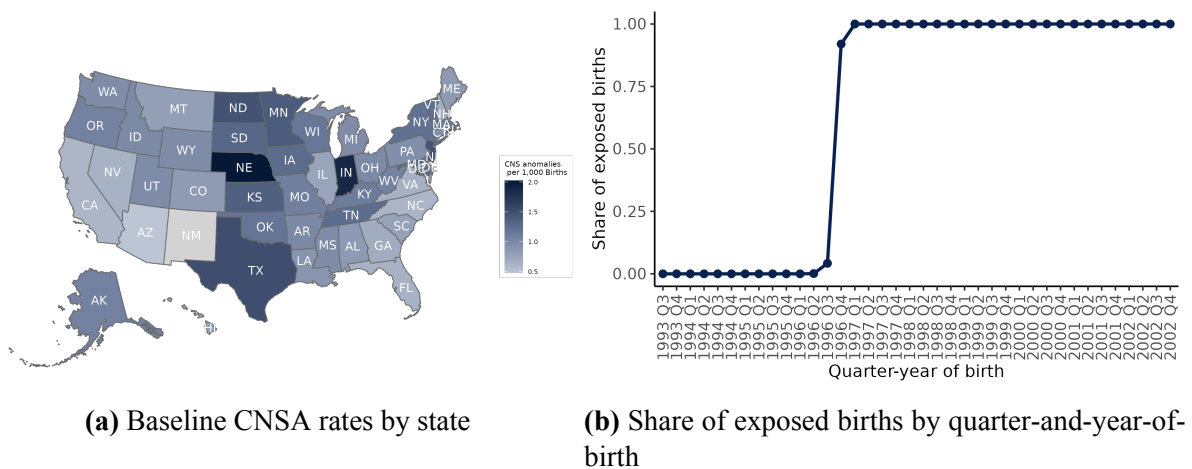 WA
MT
ND
MN
ME
VT
NH
OR
ID
SD
WI
NY
MA
WY
MI
NE
IA
PA
NV
UT
CO
IL
IN
OH
MD
WV
VA
CA
KS
MO
KY
NC
AZ
NM
OK
TN
AR
SC
MS
AL
GA
TX
LA
FL
AK
CNS anomalies
per 1,000 Births
2.0
1.5
1.0
0.5
(a) Baseline CNSA rates by state
Share of exposed births
1.00
0.75
0.50
0.25
0.00
1993 Q3
1993 Q4
1994 Q1
1994 Q2
1994 Q3
1994 Q4
1995 Q1
1995 Q2
1995 Q3
1995 Q4
1996 Q1
1996 Q2
1996 Q3
1996 Q4
1997 Q1
1997 Q2
1997 Q3
1997 Q4
1998 Q1
1998 Q2
1998 Q3
1998 Q4
1999 Q1
1999 Q2
1999 Q3
1999 Q4
2000 Q1
2000 Q2
2000 Q3
2000 Q4
2001 Q1
2001 Q2
2001 Q3
2001 Q4
2002 Q1
2002 Q2
2002 Q3
2002 Q4
Quarter-year of birth
(b) Share of exposed births by quarter-and-year-of-
birth